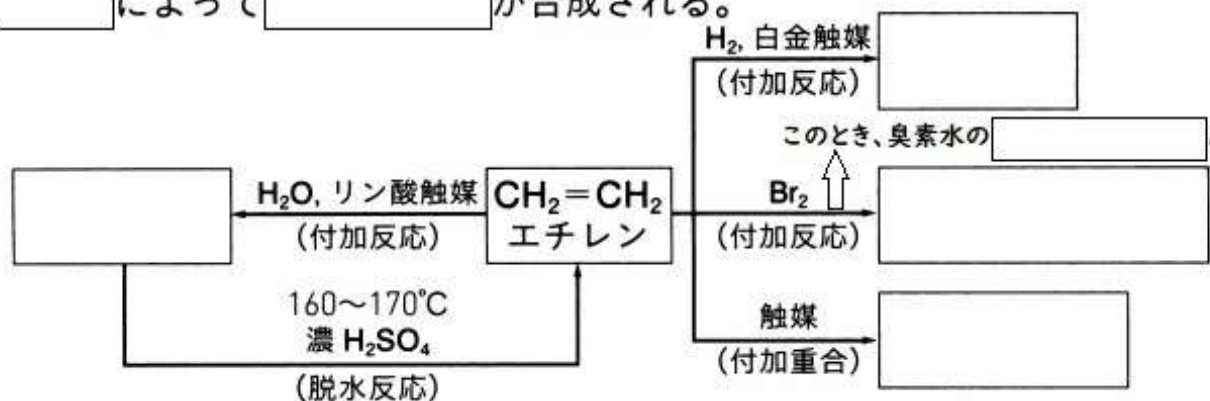 によって が合成される。
H₂, 白金触媒
(付加反応)
このとき、臭素水の
H₂O, リン酸触媒
(付加反応)
CH₂=CH₂
エチレン
Br₂
(付加反応)
160〜170℃
濃 H₂SO₄
(脱水反応)
触媒
(付加重合)